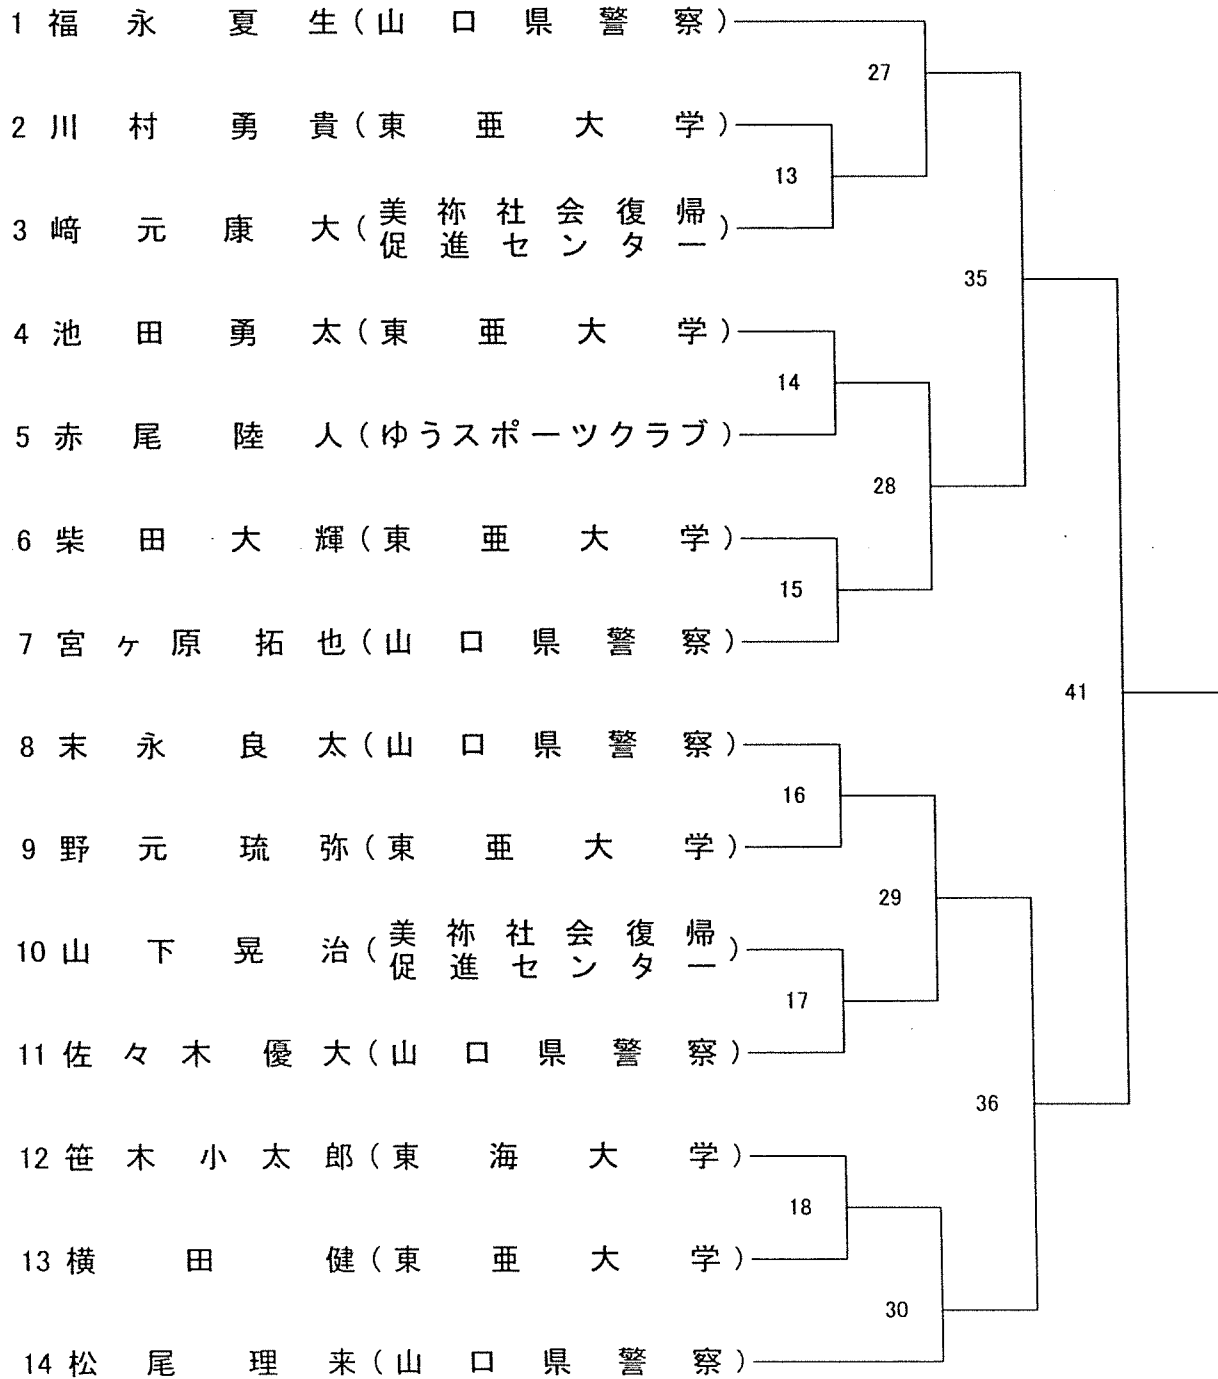 1 福永夏生(山口県警察)
27
2 川村勇貴(東亜大学)
13
3 﨑元康大(美祢社会復帰
促進センター)
35
4 池田勇太(東亜大学)
14
5 赤尾陸人(ゆうスポーツクラブ)
28
6 柴田大輝(東亜大学)
15
7 宮ヶ原拓也(山口県警察)
41
8 末永良太(山口県警察)
16
9 野元琉弥(東亜大学)
29
10 山下晃治(美祢社会復帰
促進センター)
17
11 佐々木優大(山口県警察)
36
12 笹木小太郎(東海大学)
18
13 横田健(東亜大学)
30
14 松尾理来(山口県警察)